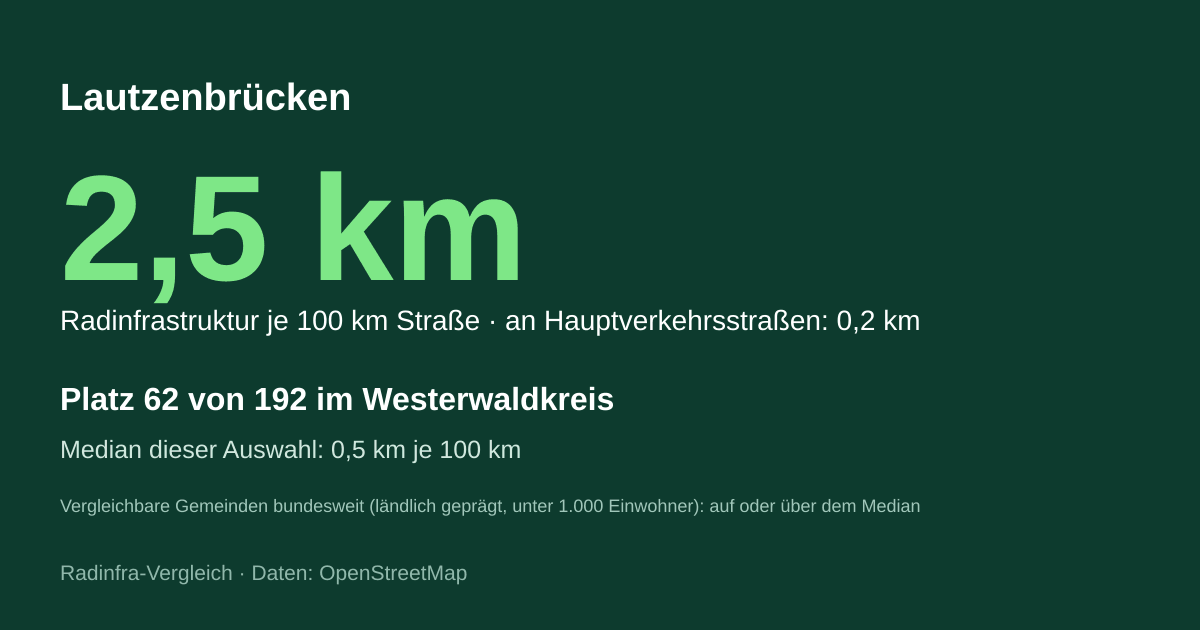 Lautzenbrücken
2,5 km
Radinfrastruktur je 100 km Straße · an Hauptverkehrsstraßen: 0,2 km
Platz 62 von 192 im Westerwaldkreis
Median dieser Auswahl: 0,5 km je 100 km
Vergleichbare Gemeinden bundesweit (ländlich geprägt, unter 1.000 Einwohner): auf oder über dem Median
Radinfra-Vergleich · Daten: OpenStreetMap